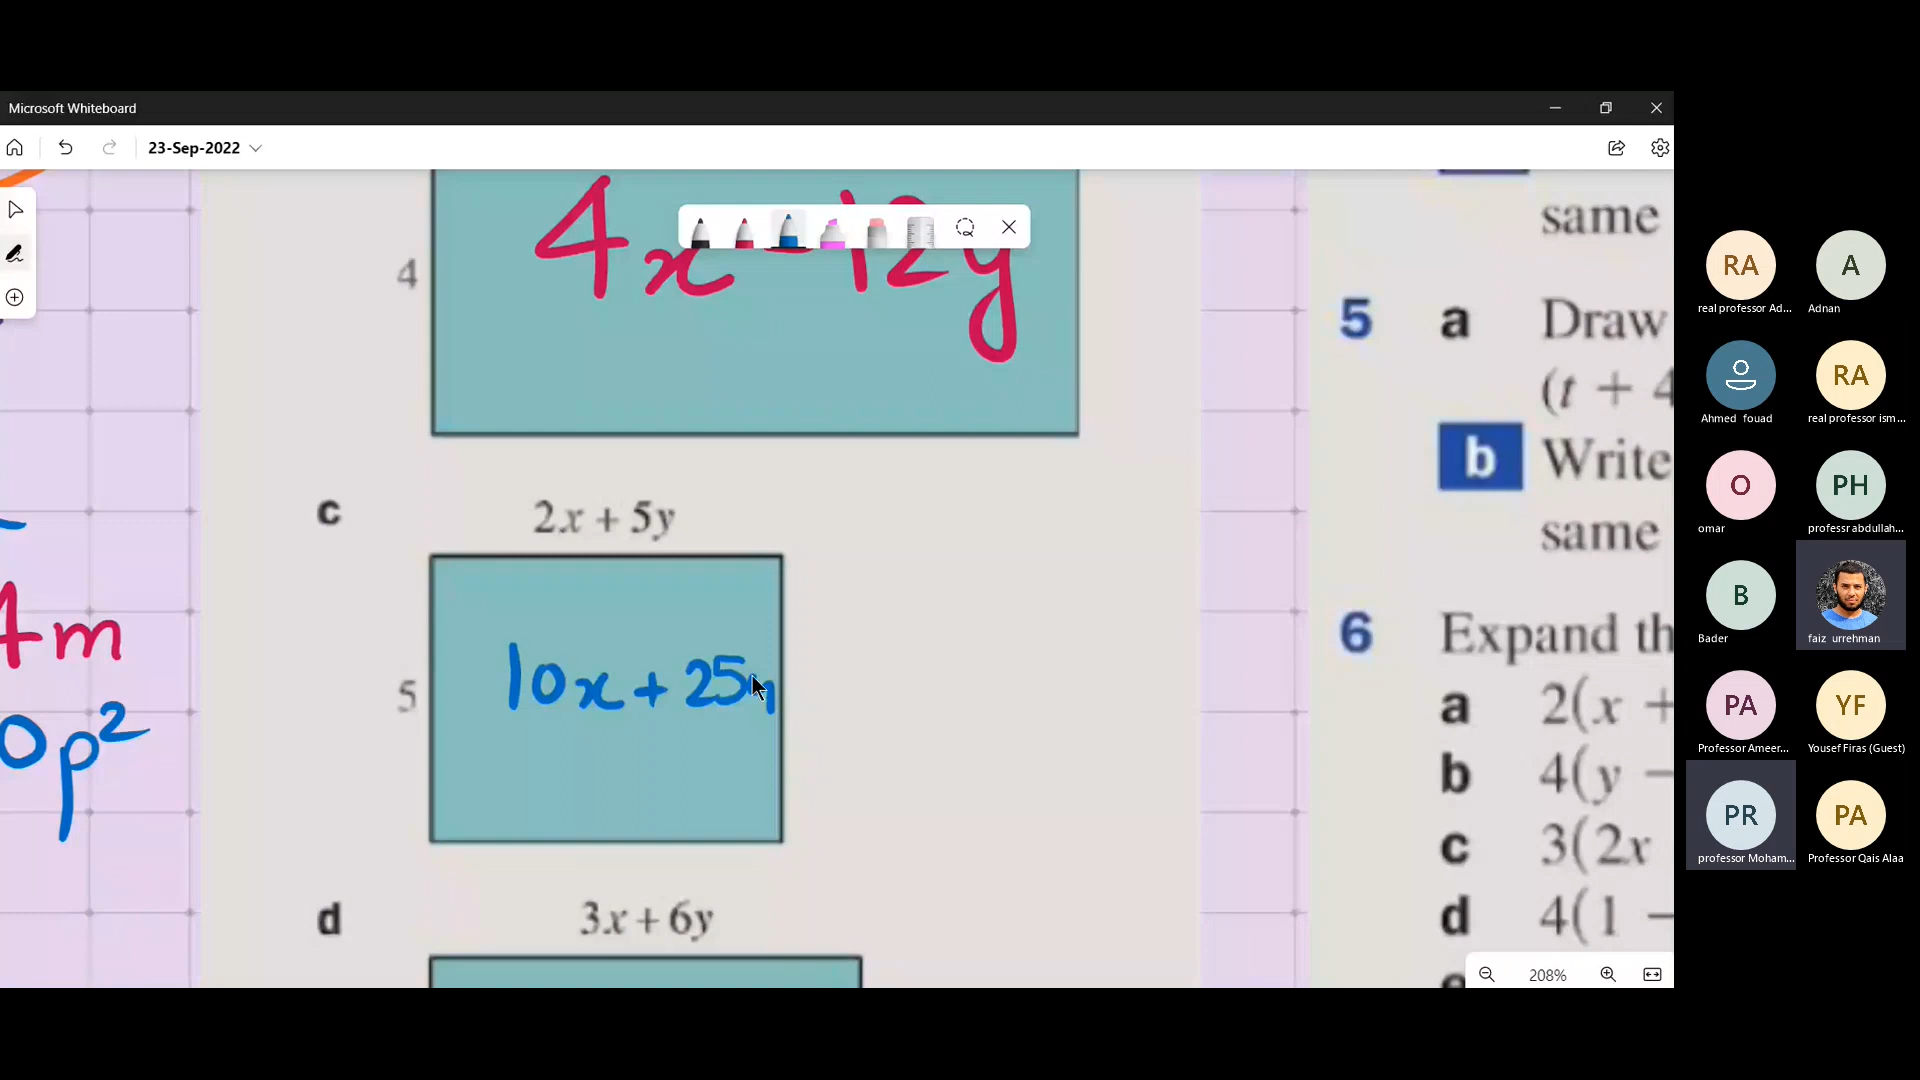 Microsoft Whiteboard
23-Sep-2022
4x - 12y
4
c
2x + 5y
5
10x + 25y
d
3x + 6y
4m
0p²
same
5 a Draw
(t + 4
b Write
same
6 Expand th
a 2(x +
b 4(y −
c 3(2x
d 4(1 −
e
208%
RA
real professor Ad...
A
Adnan
Ahmed fouad
RA
real professor ism...
O
omar
PH
professr abdullah...
B
Bader
faiz urrehman
PA
Professor Ameer...
YF
Yousef Firas (Guest)
PR
professor Moham...
PA
Professor Qais Alaa